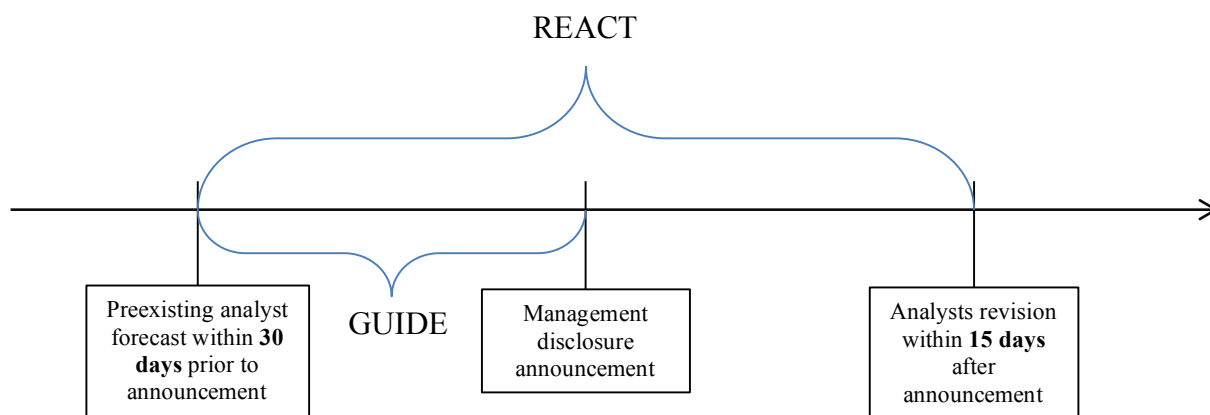 REACT
GUIDE
Preexisting analyst
forecast within 30
days prior to
announcement
Management
disclosure
announcement
Analysts revision
within 15 days
after
announcement